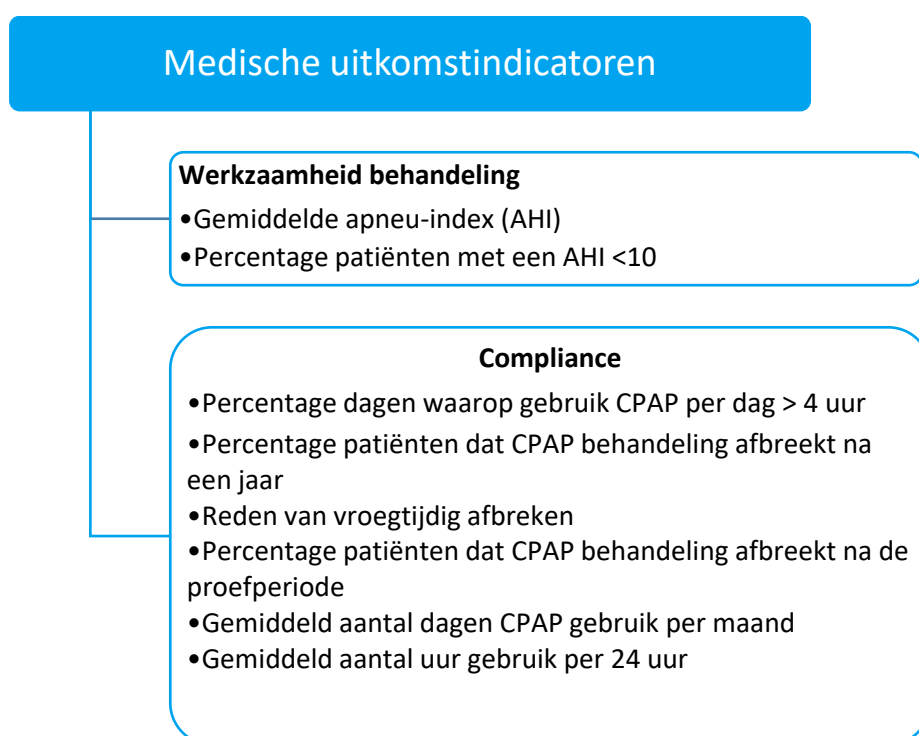 Medische uitkomstindicatoren
Werkzaamheid behandeling
•Gemiddelde apneu-index (AHI)
•Percentage patiënten met een AHI <10
Compliance
•Percentage dagen waarop gebruik CPAP per dag > 4 uur
•Percentage patiënten dat CPAP behandeling afbreekt na
een jaar
•Reden van vroegtijdig afbreken
•Percentage patiënten dat CPAP behandeling afbreekt na de
proefperiode
•Gemiddeld aantal dagen CPAP gebruik per maand
•Gemiddeld aantal uur gebruik per 24 uur